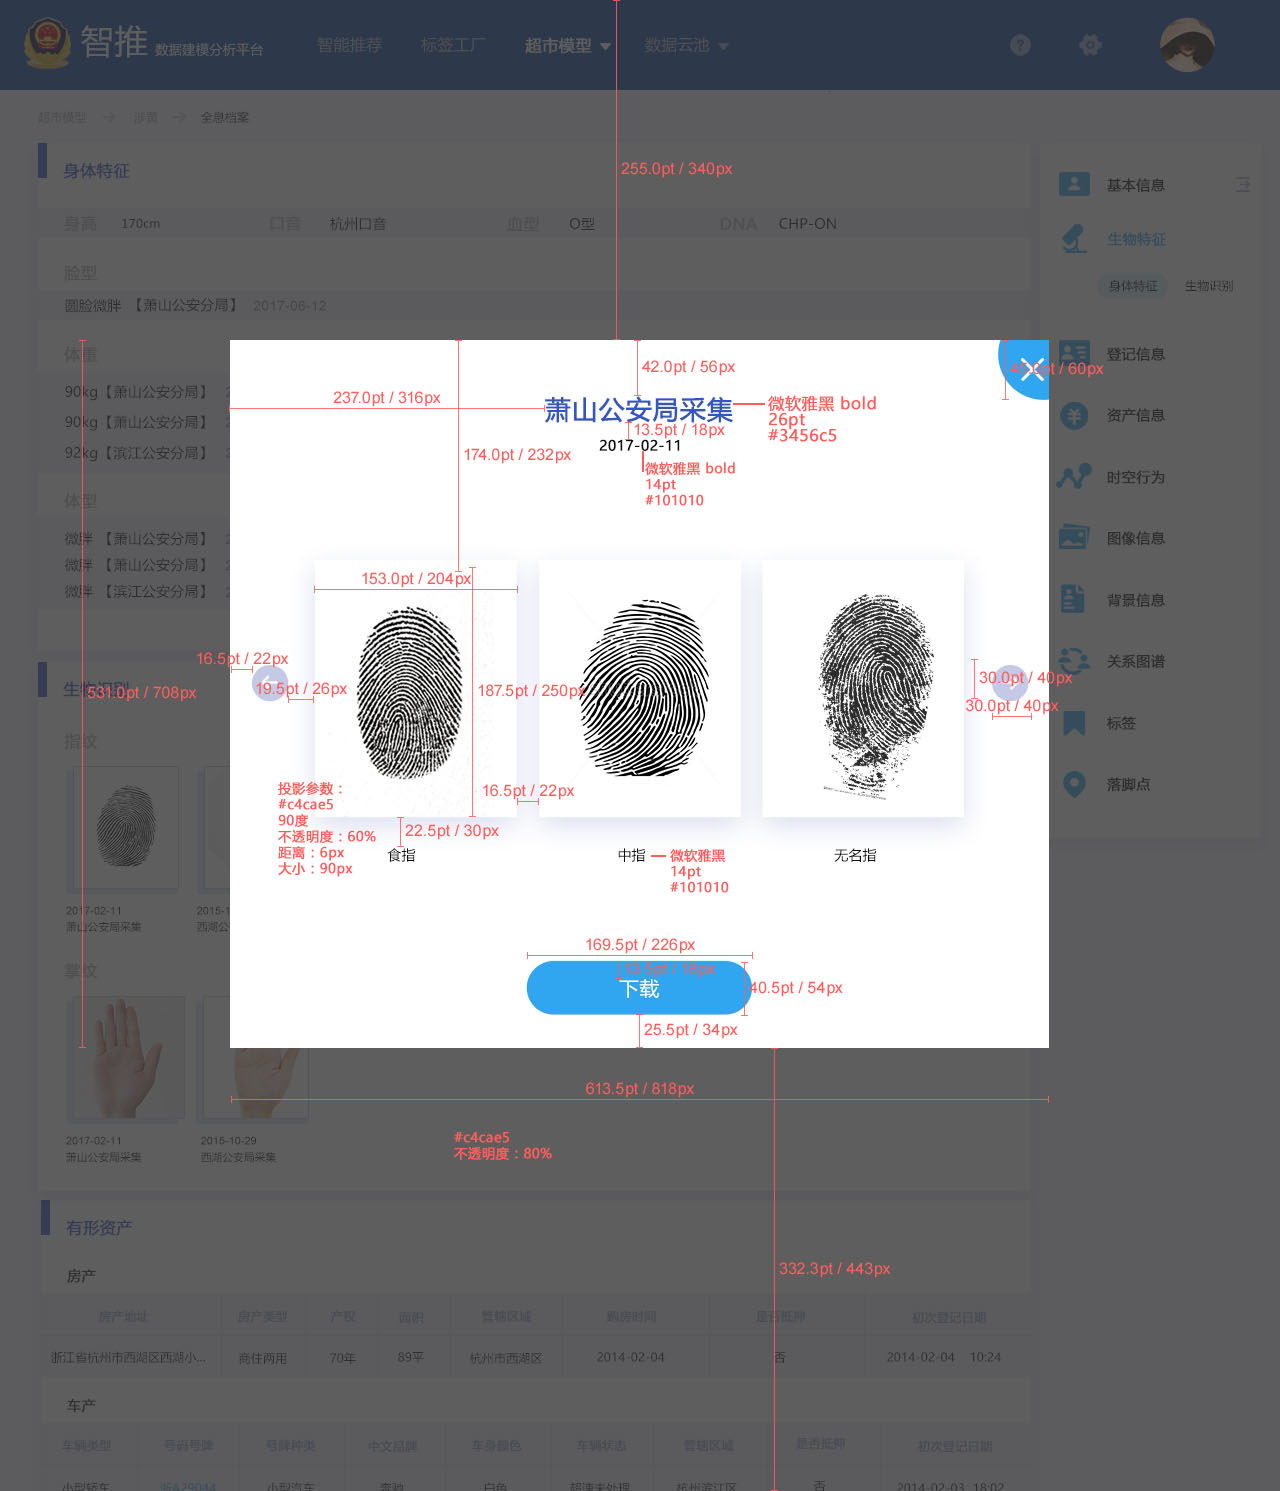 智推 数据建模分析平台 智能推荐 标签工厂 超市模型 数据云池 ?
超市模型 涉黄 全息档案
255.0pt / 340px
身体特征
身高 170cm 口音 杭州口音 血型 O型 DNA CHP-ON
脸型
圆脸微胖 【萧山公安分局】 2017-06-12
体重
90kg【萧山公安分局】
90kg【萧山公安分局】
92kg【滨江公安分局】
体型
微胖 【萧山公安分局】
微胖 【萧山公安分局】
微胖 【滨江公安分局】
基本信息
生物特征
身体特征 生物识别
登记信息
资产信息
时空行为
图像信息
背景信息
关系图谱
标签
落脚点
42.0pt / 56px
45.0pt / 60px
237.0pt / 316px
萧山公安局采集
微软雅黑 bold
26pt
#3456c5
13.5pt / 18px
2017-02-11
174.0pt / 232px
微软雅黑 bold
14pt
#101010
153.0pt / 204px
16.5pt / 22px
19.5pt / 26px
187.5pt / 250px
30.0pt / 40px
30.0pt / 40px
531.0pt / 708px
16.5pt / 22px
投影参数：
#c4cae5
90度
不透明度：60%
距离：6px
大小：90px
22.5pt / 30px
食指
中指
微软雅黑
14pt
#101010
无名指
169.5pt / 226px
13.5pt / 18px
下载
40.5pt / 54px
25.5pt / 34px
生物识别
指纹
2017-02-11 2015-1
萧山公安局采集 西湖公
掌纹
2017-02-11 2015-10-29
萧山公安局采集 西湖公安局采集
613.5pt / 818px
#c4cae5
不透明度：80%
332.3pt / 443px
有形资产
房产
房产地址 房产类型 产权 面积 管辖区域 购房时间 是否抵押 初次登记日期
浙江省杭州市西湖区西湖小... 商住两用 70年 89平 杭州市西湖区 2014-02-04 否 2014-02-04 10:24
车产
车辆类型 号码号牌 号牌种类 中文品牌 车身颜色 车辆状态 管辖区域 是否抵押 初次登记日期
小型轿车 浙A29044 小型汽车 奔驰 白色 超速未处理 杭州滨江区 否 2014-02-03 18:02